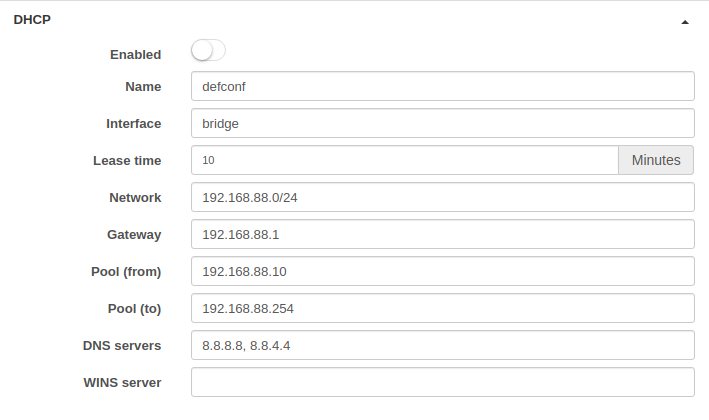 DHCP
Enabled
Name defconf
Interface bridge
Lease time 10 Minutes
Network 192.168.88.0/24
Gateway 192.168.88.1
Pool (from) 192.168.88.10
Pool (to) 192.168.88.254
DNS servers 8.8.8.8, 8.8.4.4
WINS server